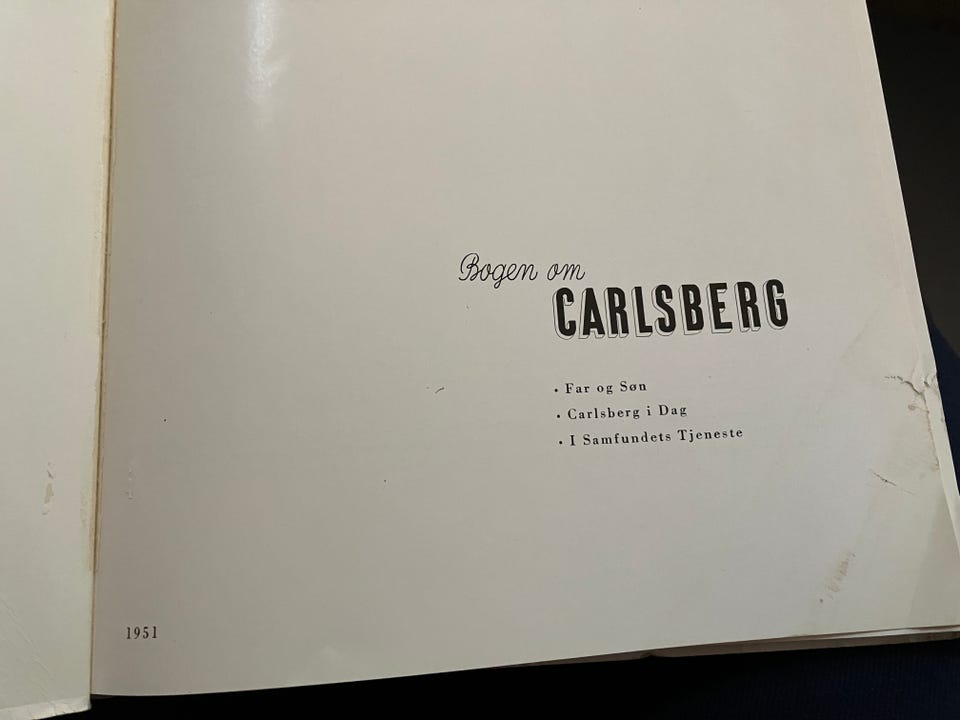 Bogen om
CARLSBERG
• Far og Søn
• Carlsberg i Dag
• I Samfundets Tjeneste
1951